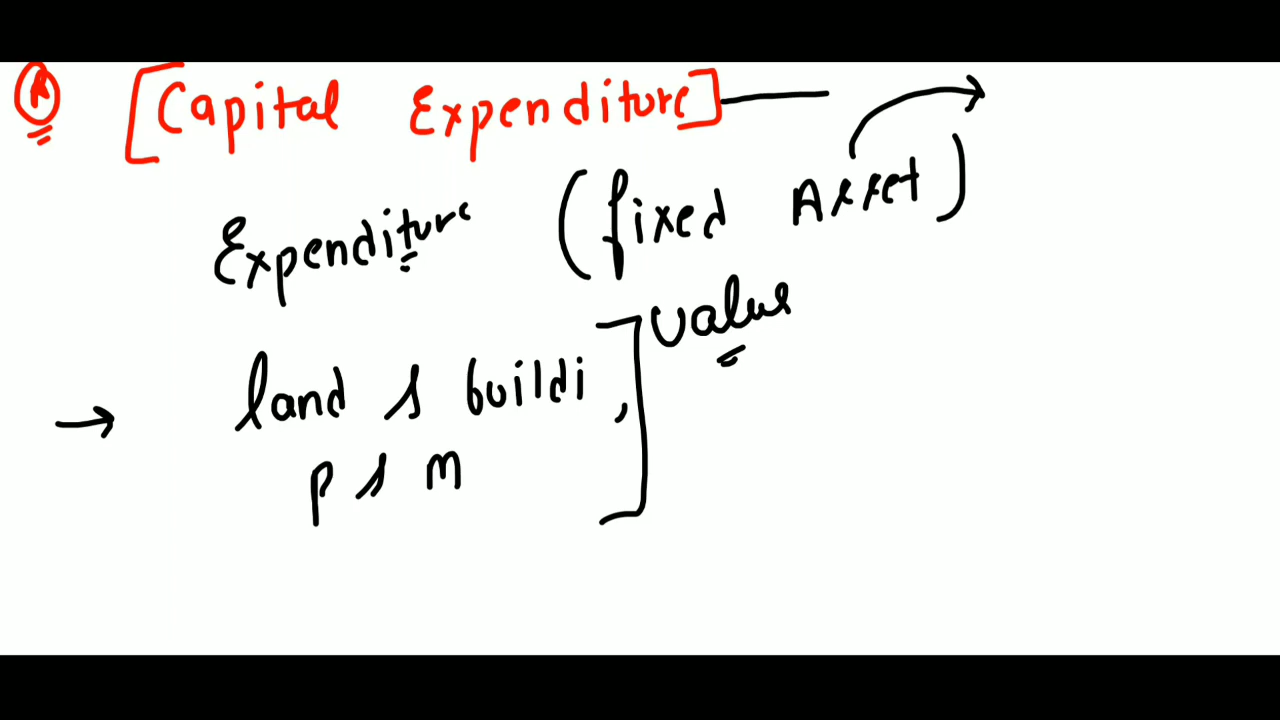 A [Capital Expenditure]
Expenditure (fixed Asset)
value
land & buildi,
P & M